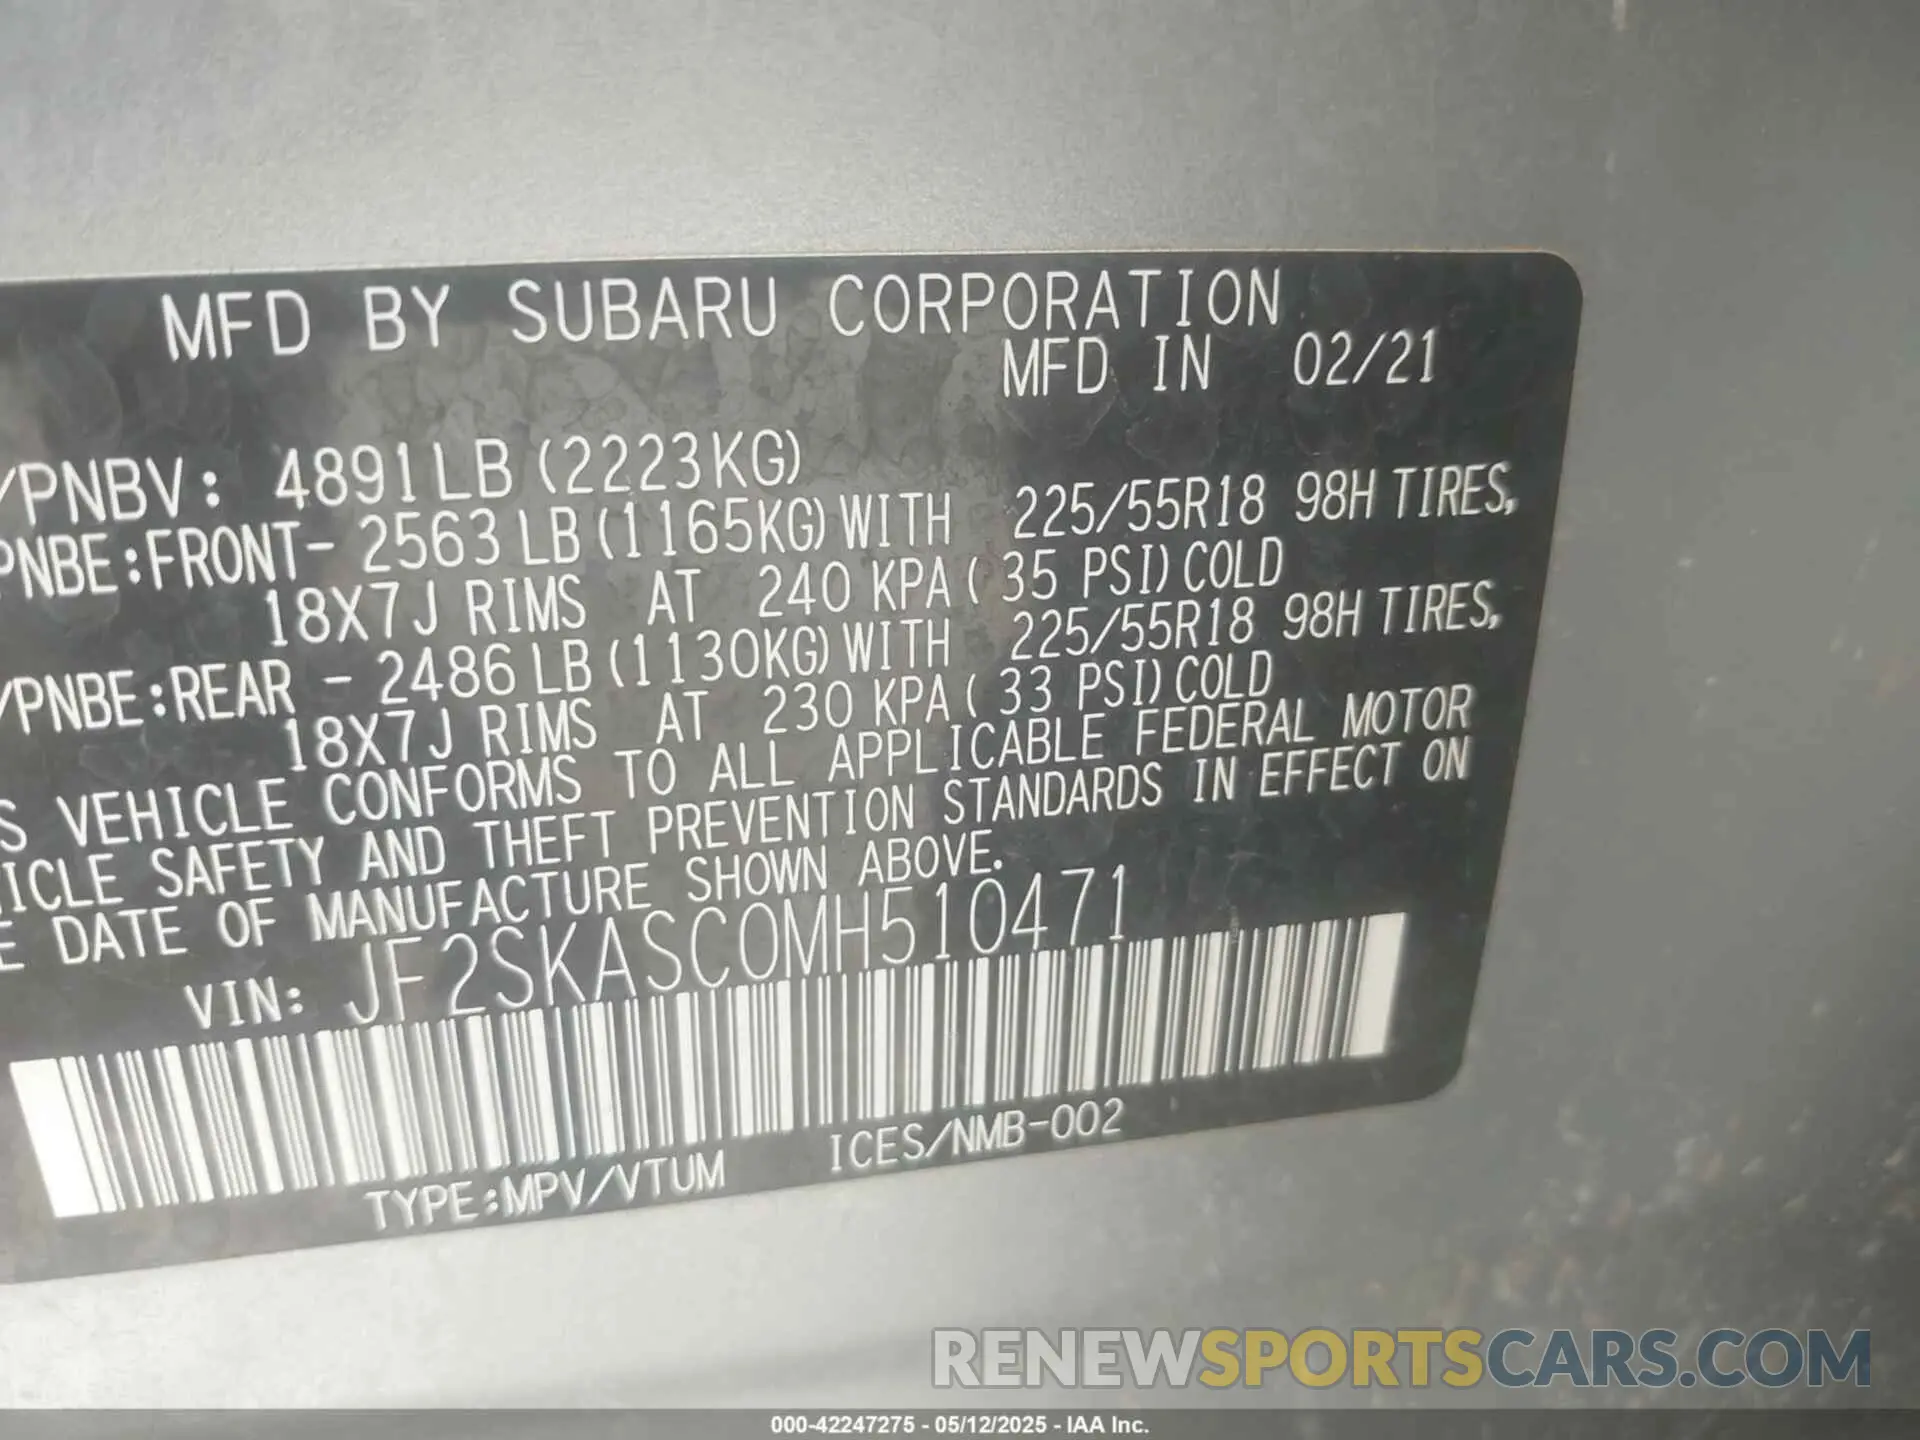 MFD BY SUBARU CORPORATION
MFD IN 02/21
/PNBV: 4891LB (2223KG)
PNBE:FRONT- 2563 LB (1165KG) WITH 225/55R18 98H TIRES,
18X7J RIMS AT 240 KPA ( 35 PSI) COLD
/PNBE:REAR - 2486 LB (1130KG) WITH 225/55R18 98H TIRES,
18X7J RIMS AT 230 KPA ( 33 PSI) COLD
S VEHICLE CONFORMS TO ALL APPLICABLE FEDERAL MOTOR
ICLE SAFETY AND THEFT PREVENTION STANDARDS IN EFFECT ON
E DATE OF MANUFACTURE SHOWN ABOVE.
VIN: JF2SKASC0MH510471
TYPE:MPV/VTUM ICES/NMB-002
RENEWSPORTSCARS.COM
000-42247275 - 05/12/2025 - IAA Inc.